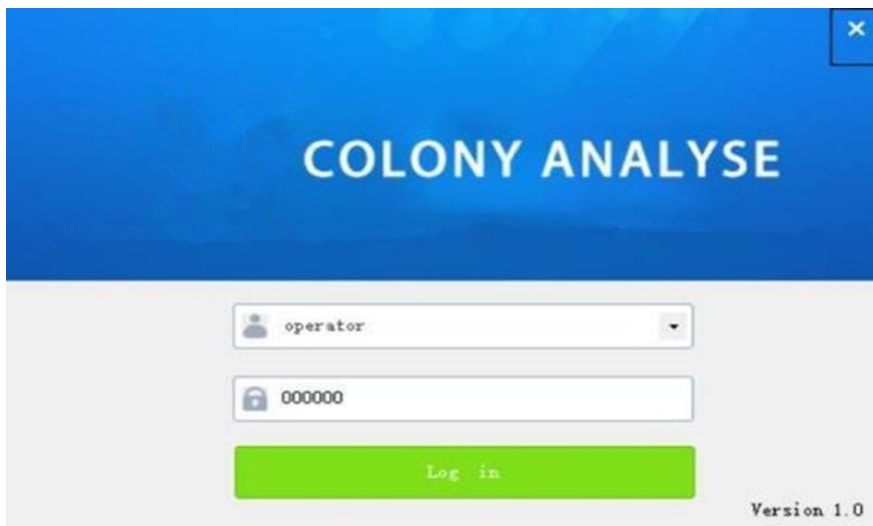 ×
COLONY ANALYSE
operator
000000
Log in
Version 1.0